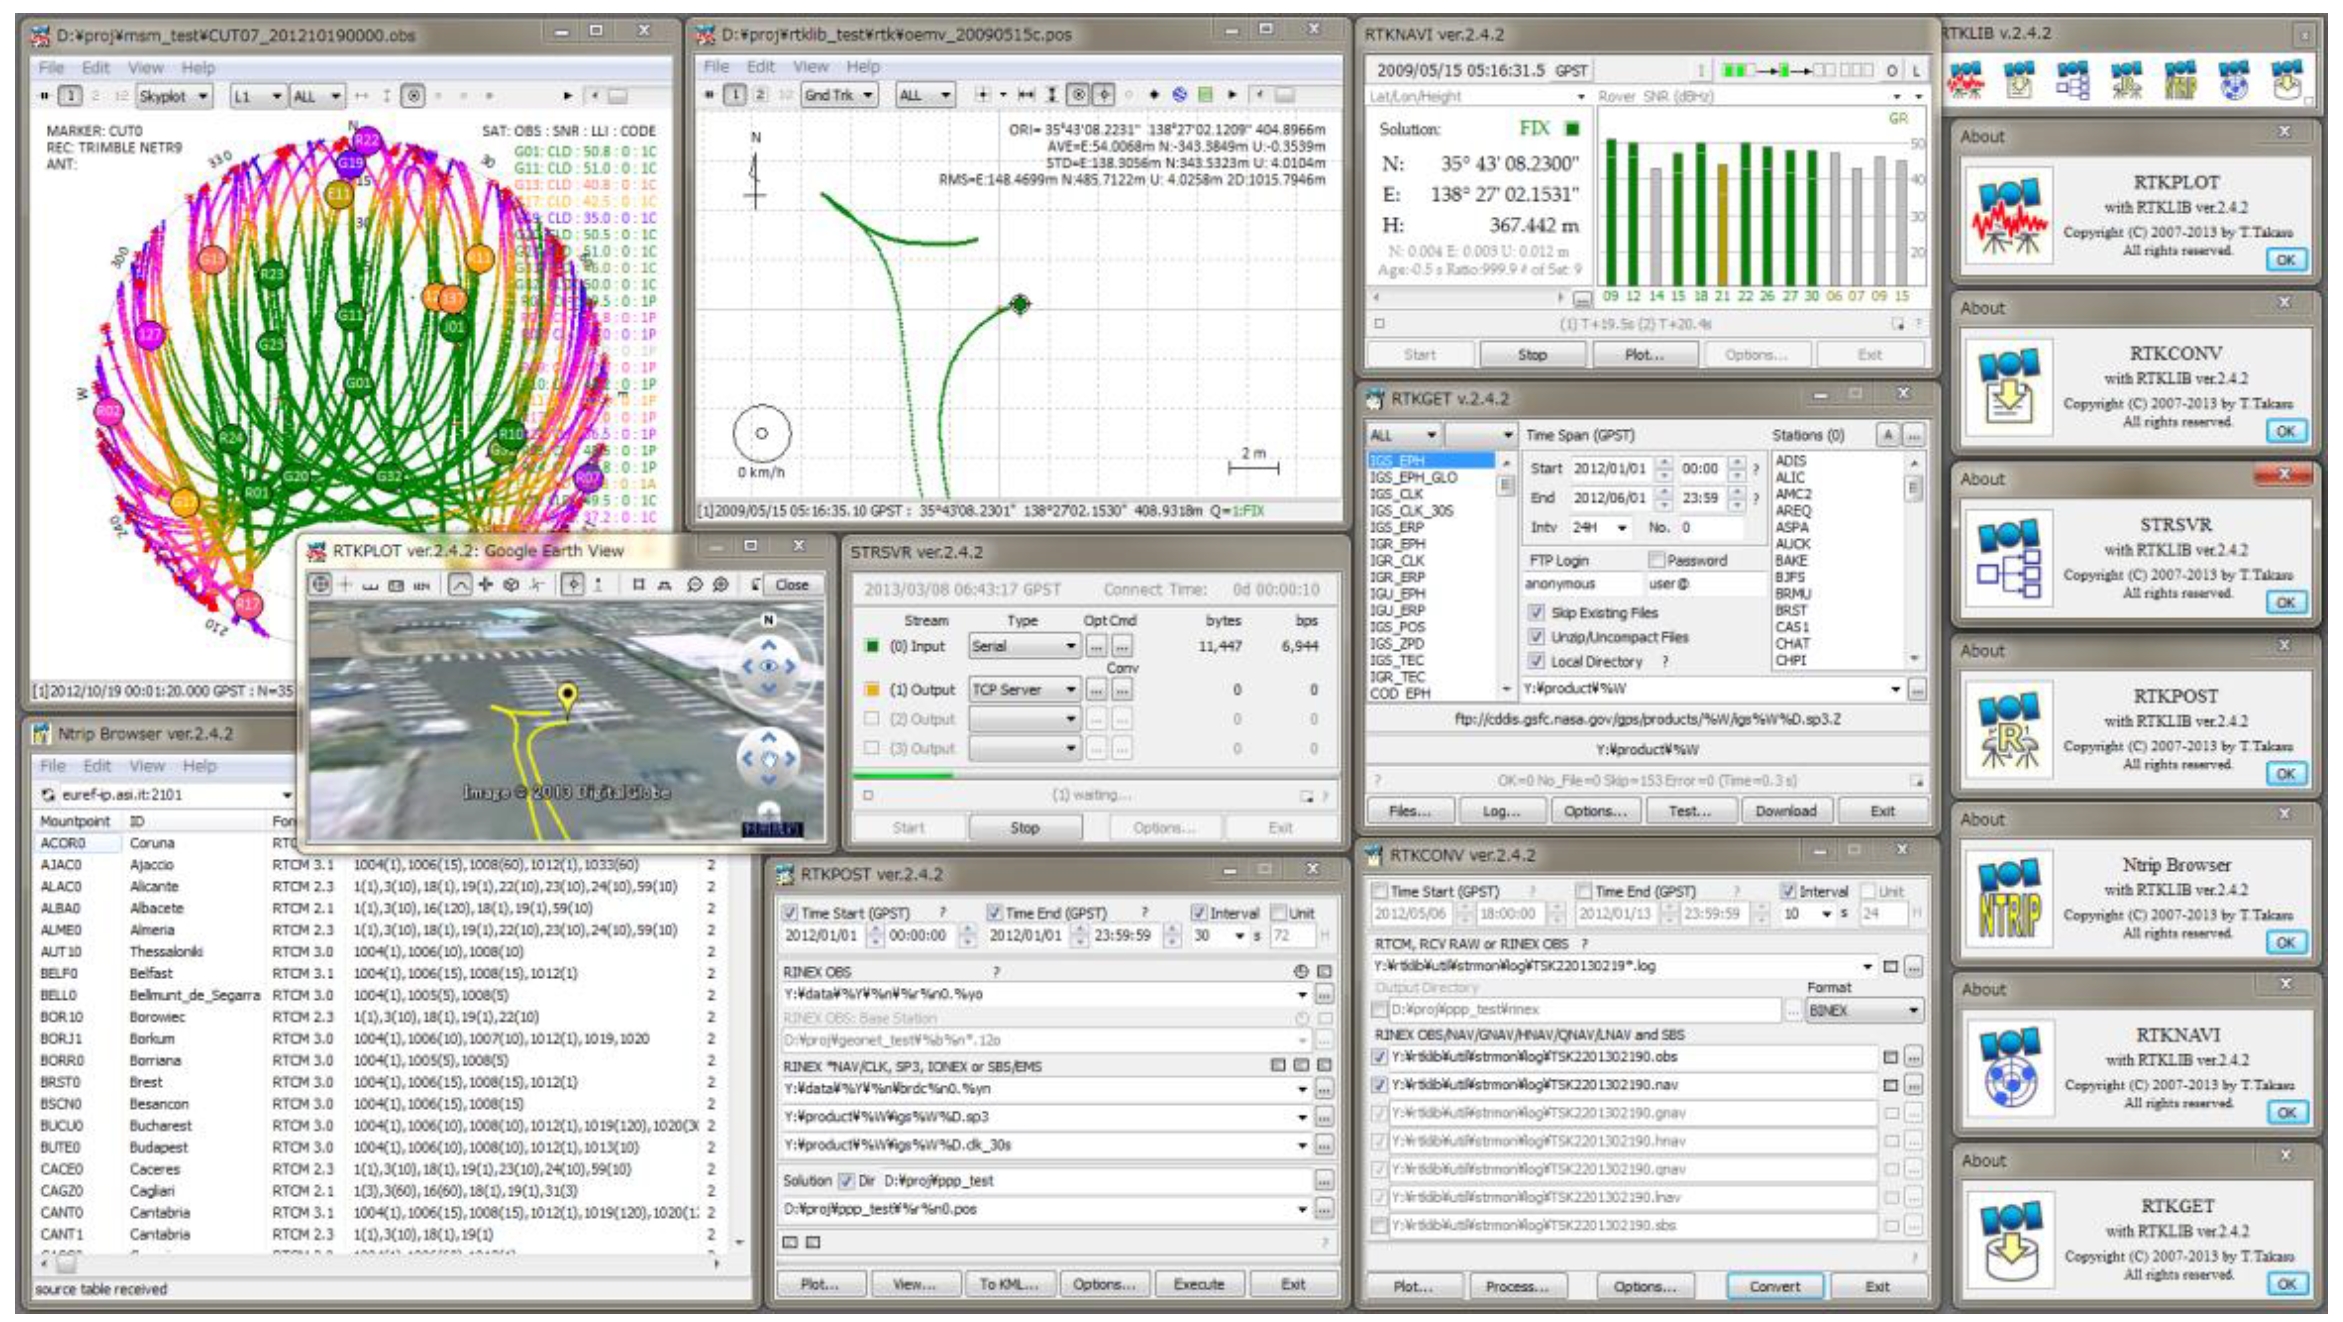 D:¥proj¥msm_test¥CUT07_201210190000.obs
File Edit View Help
1 2 Skyplot L1 ALL
MARKER: CUT0
REC: TRIMBLE NETR9
ANT:
SAT: OBS : SNR : LLI : CODE
G01: CLD : 50.8 : 0 : 1C
G11: CLD : 51.0 : 0 : 1C
G13: CLD : 40.8 : 0 : 1C
CLD : 42.5 : 0 : 1C
CLD : 35.0 : 0 : 1C
50.5 : 0 : 1C
N
R22
G19
E11
15
30
330
300
W
240
210
G13
R23
R11
G11
J01
G23
127
G01
R02
R24
R10
G20
G32
R01
R07
R17
[1]2012/10/19 00:01:20.000 GPST : N=35
D:¥proj¥rtklib_test¥rtk¥oemv_20090515c.pos
File Edit View Help
1 2 Gnd Trk ALL
N
ORI= 35°43'08.2231" 138°27'02.1209" 404.8966m
AVE=E:54.0068m N:-343.3849m U:-0.3539m
STD=E:138.3056m N:343.5323m U: 4.0104m
RMS=E:148.4699m N:485.7122m U: 4.0258m 2D:1015.7946m
0 km/h
2 m
[1]2009/05/15 05:16:35.10 GPST : 35°43'08.2301" 138°27'02.1530" 408.9318m Q=1:FIX
RTKNAVI ver.2.4.2
2009/05/15 05:16:31.5 GPST
I O L
Lat/Lon/Height
Rover SNR (dBHz)
Solution: FIX
N: 35° 43' 08.2300"
E: 138° 27' 02.1531"
H: 367.442 m
N: 0.004 E: 0.003 U: 0.012 m
Age:-0.5 s Ratio:999.9 # of Sat: 9
GR
50
40
30
20
09 12 14 15 18 21 22 26 27 30 06 07 09 15
(1) T+19.5s (2) T+20.4s
Start Stop Plot... Options... Exit
RTKLIB v.2.4.2
About
RTKPLOT
with RTKLIB ver.2.4.2
Copyright (C) 2007-2013 by T.Takasu
All rights reserved.
OK
About
RTKCONV
with RTKLIB ver.2.4.2
Copyright (C) 2007-2013 by T.Takasu
All rights reserved.
OK
About
STRSVR
with RTKLIB ver.2.4.2
Copyright (C) 2007-2013 by T.Takasu
All rights reserved.
OK
About
RTKPOST
with RTKLIB ver.2.4.2
Copyright (C) 2007-2013 by T.Takasu
All rights reserved.
OK
About
NTRIP
Ntrip Browser
with RTKLIB ver.2.4.2
Copyright (C) 2007-2013 by T.Takasu
All rights reserved.
OK
About
RTKNAVI
with RTKLIB ver.2.4.2
Copyright (C) 2007-2013 by T.Takasu
All rights reserved.
OK
About
RTKGET
with RTKLIB ver.2.4.2
Copyright (C) 2007-2013 by T.Takasu
All rights reserved.
OK
RTKGET v.2.4.2
ALL
Time Span (GPST)
Stations (0)
A ...
IGS_EPH
IGS_EPH_GLO
IGS_CLK
IGS_CLK_30S
IGS_ERP
IGR_EPH
IGR_CLK
IGR_ERP
IGU_EPH
IGU_ERP
IGS_POS
IGS_ZPD
IGS_TEC
IGR_TEC
COD_EPH
Start 2012/01/01 00:00 ?
End 2012/06/01 23:59 ?
Intv 24H No. 0
FTP Login Password
anonymous user@
Skip Existing Files
Unzip/Uncompact Files
Local Directory ?
Y:¥product¥%W
ADIS
ALIC
AMC2
AREQ
ASPA
AUCK
BAKE
BJFS
BRMU
BRST
CAS1
CHAT
CHPI
ftp://cddis.gsfc.nasa.gov/gps/products/%W/igs%W%D.sp3.Z
Y:¥product¥%W
? OK=0 No_File=0 Skip=153 Error=0 (Time=0.3 s)
Files... Log... Options... Test... Download Exit
RTKPLOT ver.2.4.2: Google Earth View
Close
N
Image © 2013 DigitalGlobe
STRSVR ver.2.4.2
2013/03/08 06:43:17 GPST Connect Time: 0d 00:00:10
Stream Type Opt Cmd bytes bps
(0) Input Serial ... ... 11,447 6,944
Conv
(1) Output TCP Server ... ... 0 0
(2) Output ... ... 0 0
(3) Output ... ... 0 0
(1) waiting... ?
Start Stop Options... Exit
Ntrip Browser ver.2.4.2
File Edit View Help
euref-ip.asi.it:2101
Mountpoint ID For
ACOR0 Coruna RTC
AJAC0 Ajaccio RTCM 3.1 1004(1),1006(15),1008(60),1012(1),1033(60) 2
ALAC0 Alicante RTCM 2.3 1(1),3(10),18(1),19(1),22(10),23(10),24(10),59(10) 2
ALBA0 Albacete RTCM 2.1 1(1),3(10),16(120),18(1),19(1),59(10) 2
ALME0 Almeria RTCM 2.3 1(1),3(10),18(1),19(1),22(10),23(10),24(10),59(10) 2
AUT10 Thessaloniki RTCM 3.0 1004(1),1006(10),1008(10) 2
BELF0 Belfast RTCM 3.1 1004(1),1006(15),1008(15),1012(1) 2
BELL0 Bellmunt_de_Segarra RTCM 3.0 1004(1),1005(5),1008(5) 2
BOR10 Borowiec RTCM 2.3 1(1),3(10),18(1),19(1),22(10) 2
BORJ1 Borkum RTCM 3.0 1004(1),1006(10),1007(10),1012(1),1019,1020 2
BORR0 Borriana RTCM 3.0 1004(1),1005(5),1008(5) 2
BRST0 Brest RTCM 3.0 1004(1),1006(15),1008(15),1012(1) 2
BSCN0 Besancon RTCM 3.0 1004(1),1006(15),1008(15) 2
BUCU0 Bucharest RTCM 3.0 1004(1),1006(10),1008(10),1012(1),1019(120),1020(3( 2
BUTE0 Budapest RTCM 3.0 1004(1),1006(10),1008(10),1012(1),1013(10) 2
CACE0 Caceres RTCM 2.3 1(1),3(10),18(1),19(1),23(10),24(10),59(10) 2
CAGZ0 Cagliari RTCM 2.1 1(3),3(60),16(60),18(1),19(1),31(3) 2
CANT0 Cantabria RTCM 3.1 1004(1),1006(15),1008(15),1012(1),1019(120),1020(1: 2
CANT1 Cantabria RTCM 2.3 1(1),3(10),18(1),19(1) 2
source table received
RTKPOST ver.2.4.2
Time Start (GPST) ? Time End (GPST) ? Interval Unit
2012/01/01 00:00:00 2012/01/01 23:59:59 30 s 72 H
RINEX OBS ?
Y:¥data¥%Y¥%n¥%r%n0.%yo
RINEX OBS: Base Station
D:¥proj¥geonet_test¥%b%n*.12o
RINEX *NAV/CLK, SP3, IONEX or SBS/EMS
Y:¥data¥%Y¥%n¥brdc%n0.%yn
Y:¥product¥%W¥igs%W%D.sp3
Y:¥product¥%W¥igs%W%D.clk_30s
Solution Dir D:¥proj¥ppp_test
D:¥proj¥ppp_test¥%r%n0.pos
?
Plot... View... To KML... Options... Execute Exit
RTKCONV ver.2.4.2
Time Start (GPST) ? Time End (GPST) ? Interval Unit
2012/05/06 18:00:00 2012/01/13 23:59:59 10 s 24 H
RTCM, RCV RAW or RINEX OBS ?
Y:¥rtklib¥util¥strmon¥log¥TSK220130219*.log
Output Directory Format
D:¥proj¥ppp_test¥rinex ... BINEX
RINEX OBS/NAV/GNAV/HNAV/QNAV/LNAV and SBS
Y:¥rtklib¥util¥strmon¥log¥TSK2201302190.obs
Y:¥rtklib¥util¥strmon¥log¥TSK2201302190.nav
Y:¥rtklib¥util¥strmon¥log¥TSK2201302190.gnav
Y:¥rtklib¥util¥strmon¥log¥TSK2201302190.hnav
Y:¥rtklib¥util¥strmon¥log¥TSK2201302190.qnav
Y:¥rtklib¥util¥strmon¥log¥TSK2201302190.lnav
Y:¥rtklib¥util¥strmon¥log¥TSK2201302190.sbs
?
Plot... Process... Options... Convert Exit